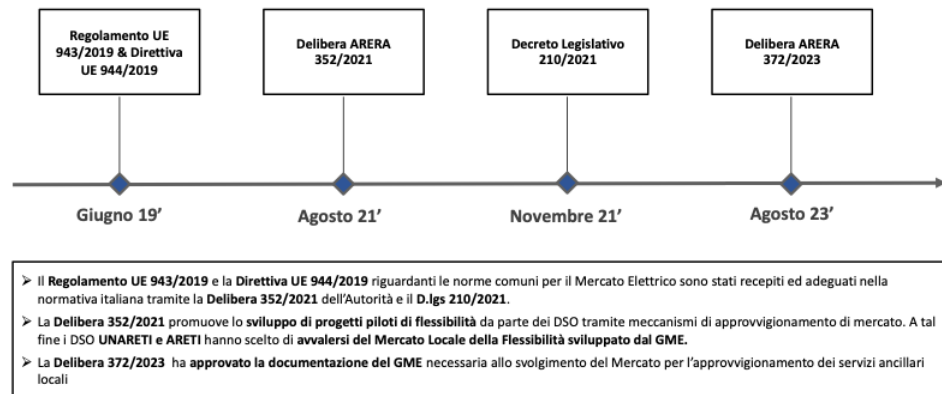 Regolamento UE
943/2019 & Direttiva
UE 944/2019
Delibera ARERA
352/2021
Decreto Legislativo
210/2021
Delibera ARERA
372/2023
Giugno 19’
Agosto 21’
Novembre 21’
Agosto 23’
➢ Il Regolamento UE 943/2019 e la Direttiva UE 944/2019 riguardanti le norme comuni per il Mercato Elettrico sono stati recepiti ed adeguati nella
normativa italiana tramite la Delibera 352/2021 dell’Autorità e il D.lgs 210/2021.
➢ La Delibera 352/2021 promuove lo sviluppo di progetti piloti di flessibilità da parte dei DSO tramite meccanismi di approvvigionamento di mercato. A tal
fine i DSO UNARETI e ARETI hanno scelto di avvalersi del Mercato Locale della Flessibilità sviluppato dal GME.
➢ La Delibera 372/2023 ha approvato la documentazione del GME necessaria allo svolgimento del Mercato per l’approvvigionamento dei servizi ancillari
locali